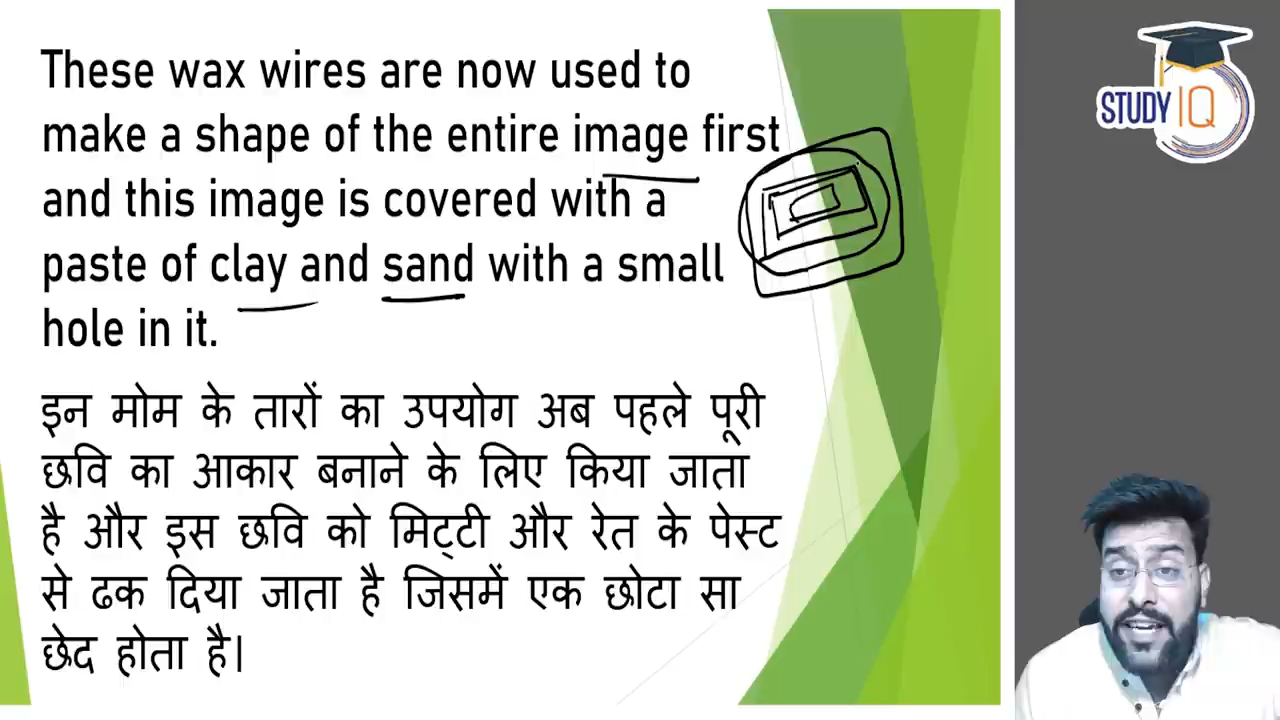 These wax wires are now used to
make a shape of the entire image first
and this image is covered with a
paste of clay and sand with a small
hole in it.
इन मोम के तारों का उपयोग अब पहले पूरी
छवि का आकार बनाने के लिए किया जाता
है और इस छवि को मिट्टी और रेत के पेस्ट
से ढक दिया जाता है जिसमें एक छोटा सा
छेद होता है।
STUDY IQ